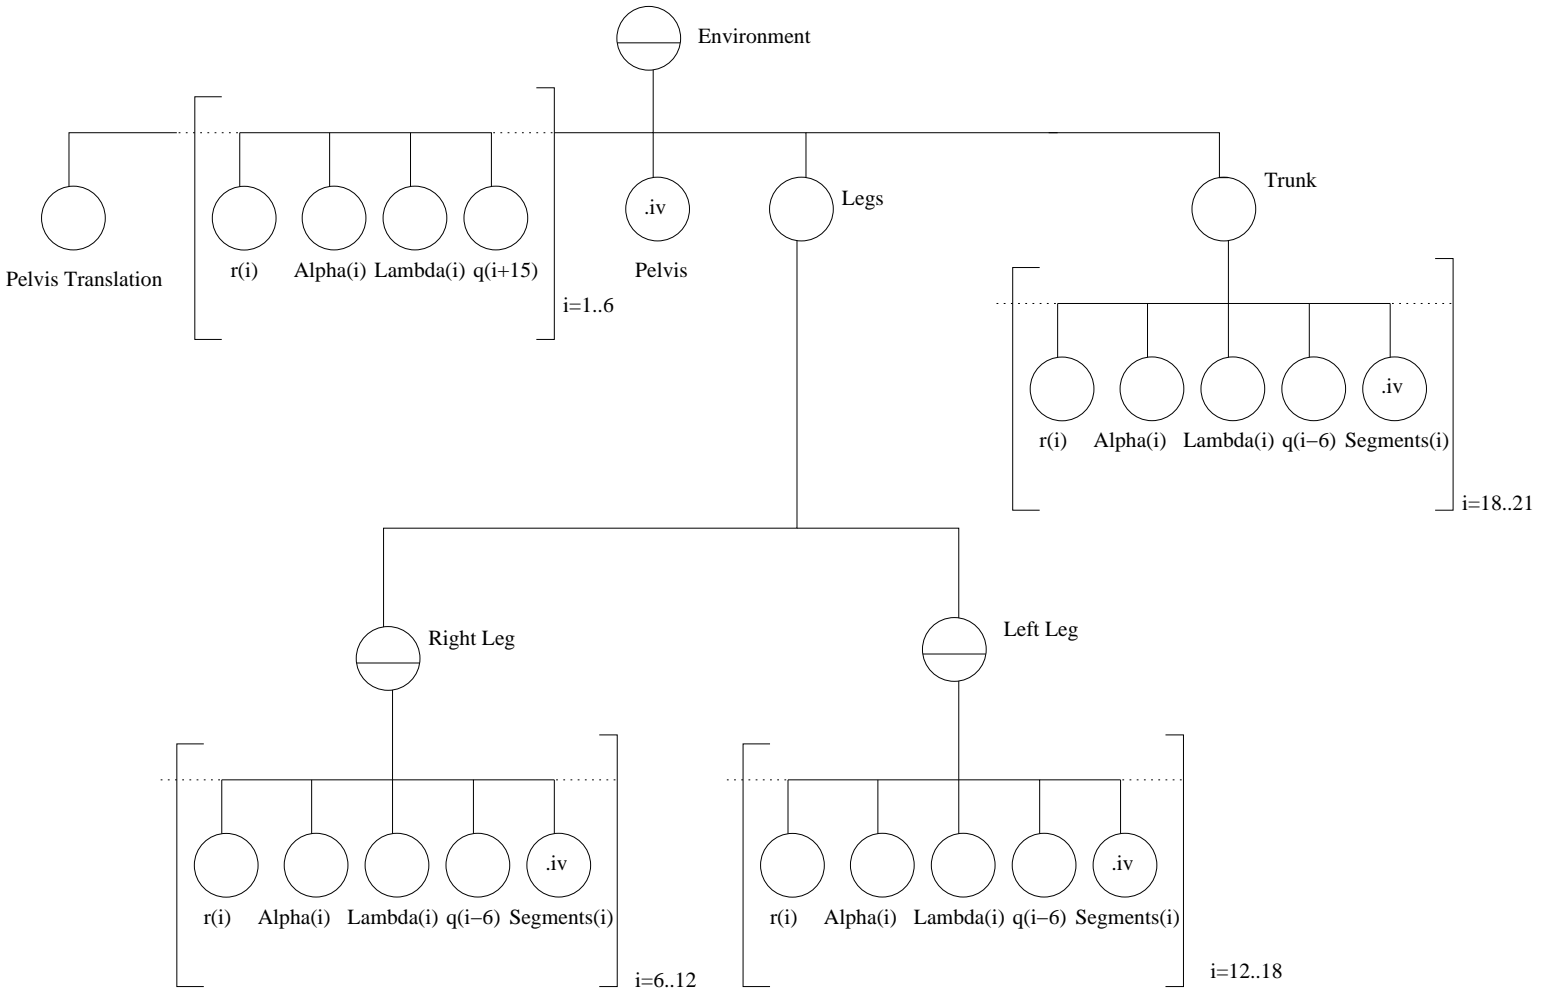 Environment
Pelvis Translation
r(i) Alpha(i) Lambda(i) q(i+15)
i=1..6
.iv
Pelvis
Legs
Trunk
.iv
r(i) Alpha(i) Lambda(i) q(i−6) Segments(i)
i=18..21
Right Leg
.iv
r(i) Alpha(i) Lambda(i) q(i−6) Segments(i)
i=6..12
Left Leg
.iv
r(i) Alpha(i) Lambda(i) q(i−6) Segments(i)
i=12..18